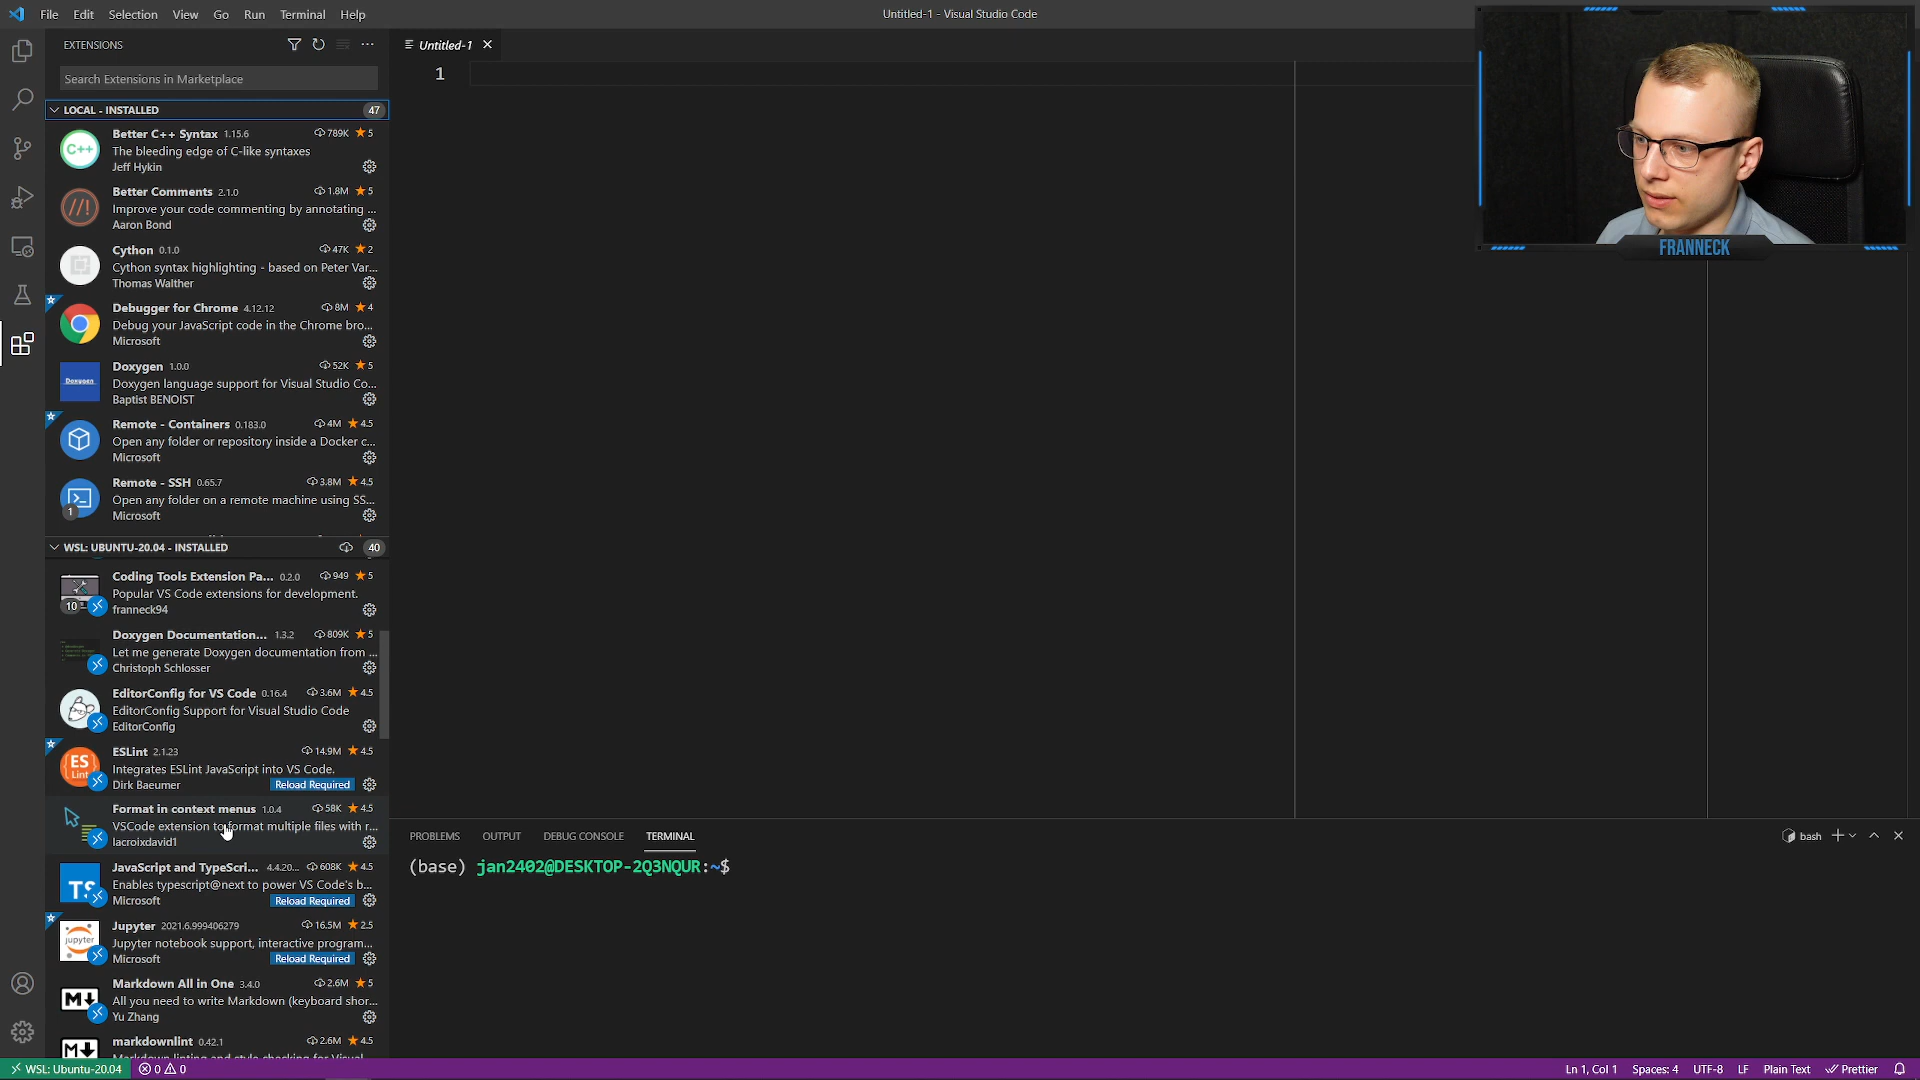 File Edit Selection View Go Run Terminal Help
Untitled-1 - Visual Studio Code
EXTENSIONS
Search Extensions in Marketplace
LOCAL - INSTALLED 47
Better C++ Syntax 1.15.6 789K 5
The bleeding edge of C-like syntaxes
Jeff Hykin
C++
Better Comments 2.1.0 1.8M 5
Improve your code commenting by annotating ...
Aaron Bond
//!
Cython 0.1.0 47K 2
Cython syntax highlighting - based on Peter Var...
Thomas Walther
Debugger for Chrome 4.12.12 8M 4
Debug your JavaScript code in the Chrome bro...
Microsoft
Doxygen 1.0.0 52K 5
Doxygen language support for Visual Studio Co...
Baptist BENOIST
Doxygen
Remote - Containers 0.183.0 4M 4.5
Open any folder or repository inside a Docker c...
Microsoft
Remote - SSH 0.65.7 3.8M 4.5
Open any folder on a remote machine using SS...
Microsoft
1
WSL: UBUNTU-20.04 - INSTALLED 40
Coding Tools Extension Pa... 0.2.0 949 5
Popular VS Code extensions for development.
10 franneck94
Doxygen Documentation... 1.3.2 809K 5
Let me generate Doxygen documentation from ...
Christoph Schlosser
EditorConfig for VS Code 0.16.4 3.6M 4.5
EditorConfig Support for Visual Studio Code
EditorConfig
ESLint 2.1.23 14.9M 4.5
Integrates ESLint JavaScript into VS Code.
Dirk Baeumer Reload Required
ES
Lint
Format in context menus 1.0.4 58K 4.5
VSCode extension to format multiple files with r...
lacroixdavid1
JavaScript and TypeScri... 4.4.20... 608K 4.5
Enables typescript@next to power VS Code's b...
Microsoft Reload Required
TS
Jupyter 2021.6.999406279 16.5M 2.5
Jupyter notebook support, interactive program...
Microsoft Reload Required
jupyter
Markdown All in One 3.4.0 2.6M 5
All you need to write Markdown (keyboard shor...
Yu Zhang
M
markdownlint 0.42.1 2.6M 4.5
Markdown linting and style checking for Visual
M
Untitled-1
1
FRANNECK
PROBLEMS OUTPUT DEBUG CONSOLE TERMINAL
bash
(base) jan2402@DESKTOP-2Q3NQUR:~$
WSL: Ubuntu-20.04 0 0
Ln 1, Col 1 Spaces: 4 UTF-8 LF Plain Text Prettier